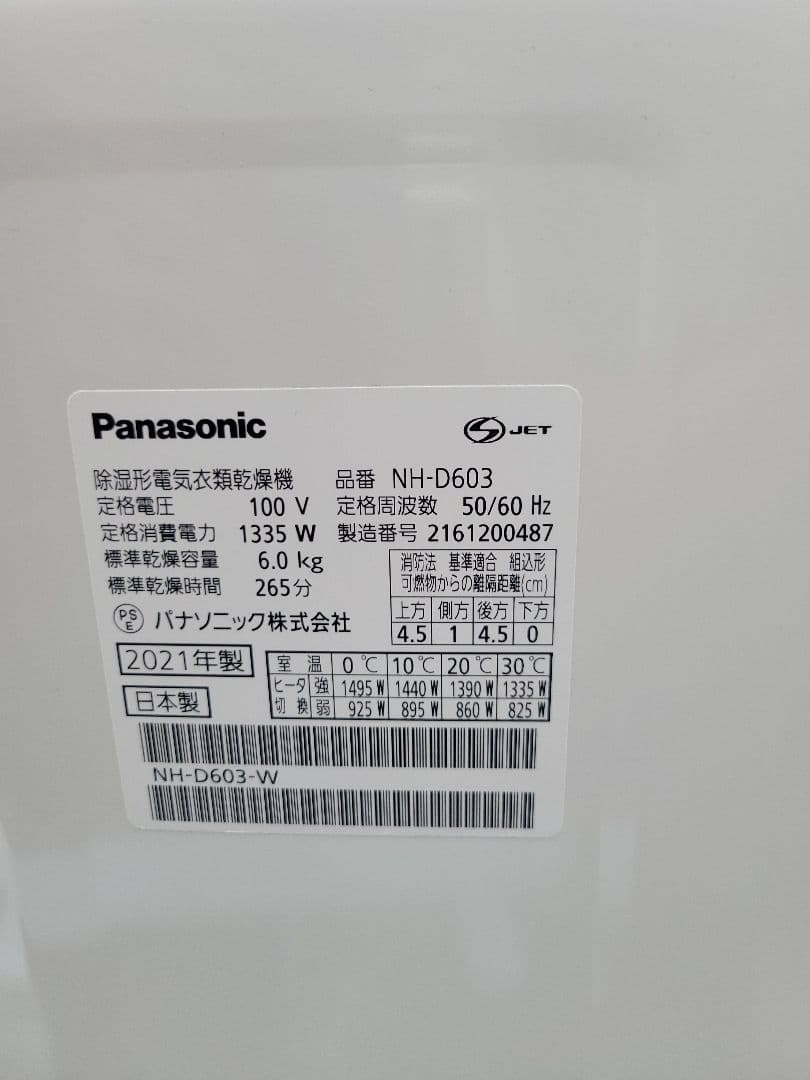 Panasonic
S JET
除湿形電気衣類乾燥機 品番 NH-D603
定格電圧 100 V 定格周波数 50/60 Hz
定格消費電力 1335 W 製造番号 2161200487
標準乾燥容量 6.0 kg
標準乾燥時間 265分
消防法 基準適合 組込形
可燃物からの離隔距離(cm)
上方 側方 後方 下方
4.5 1 4.5 0
PS
E
パナソニック株式会社
2021年製
日本製
室温 0℃ 10℃ 20℃ 30℃
ヒータ 強 1495 W 1440 W 1390 W 1335 W
切換 弱 925 W 895 W 860 W 825 W
NH-D603-W